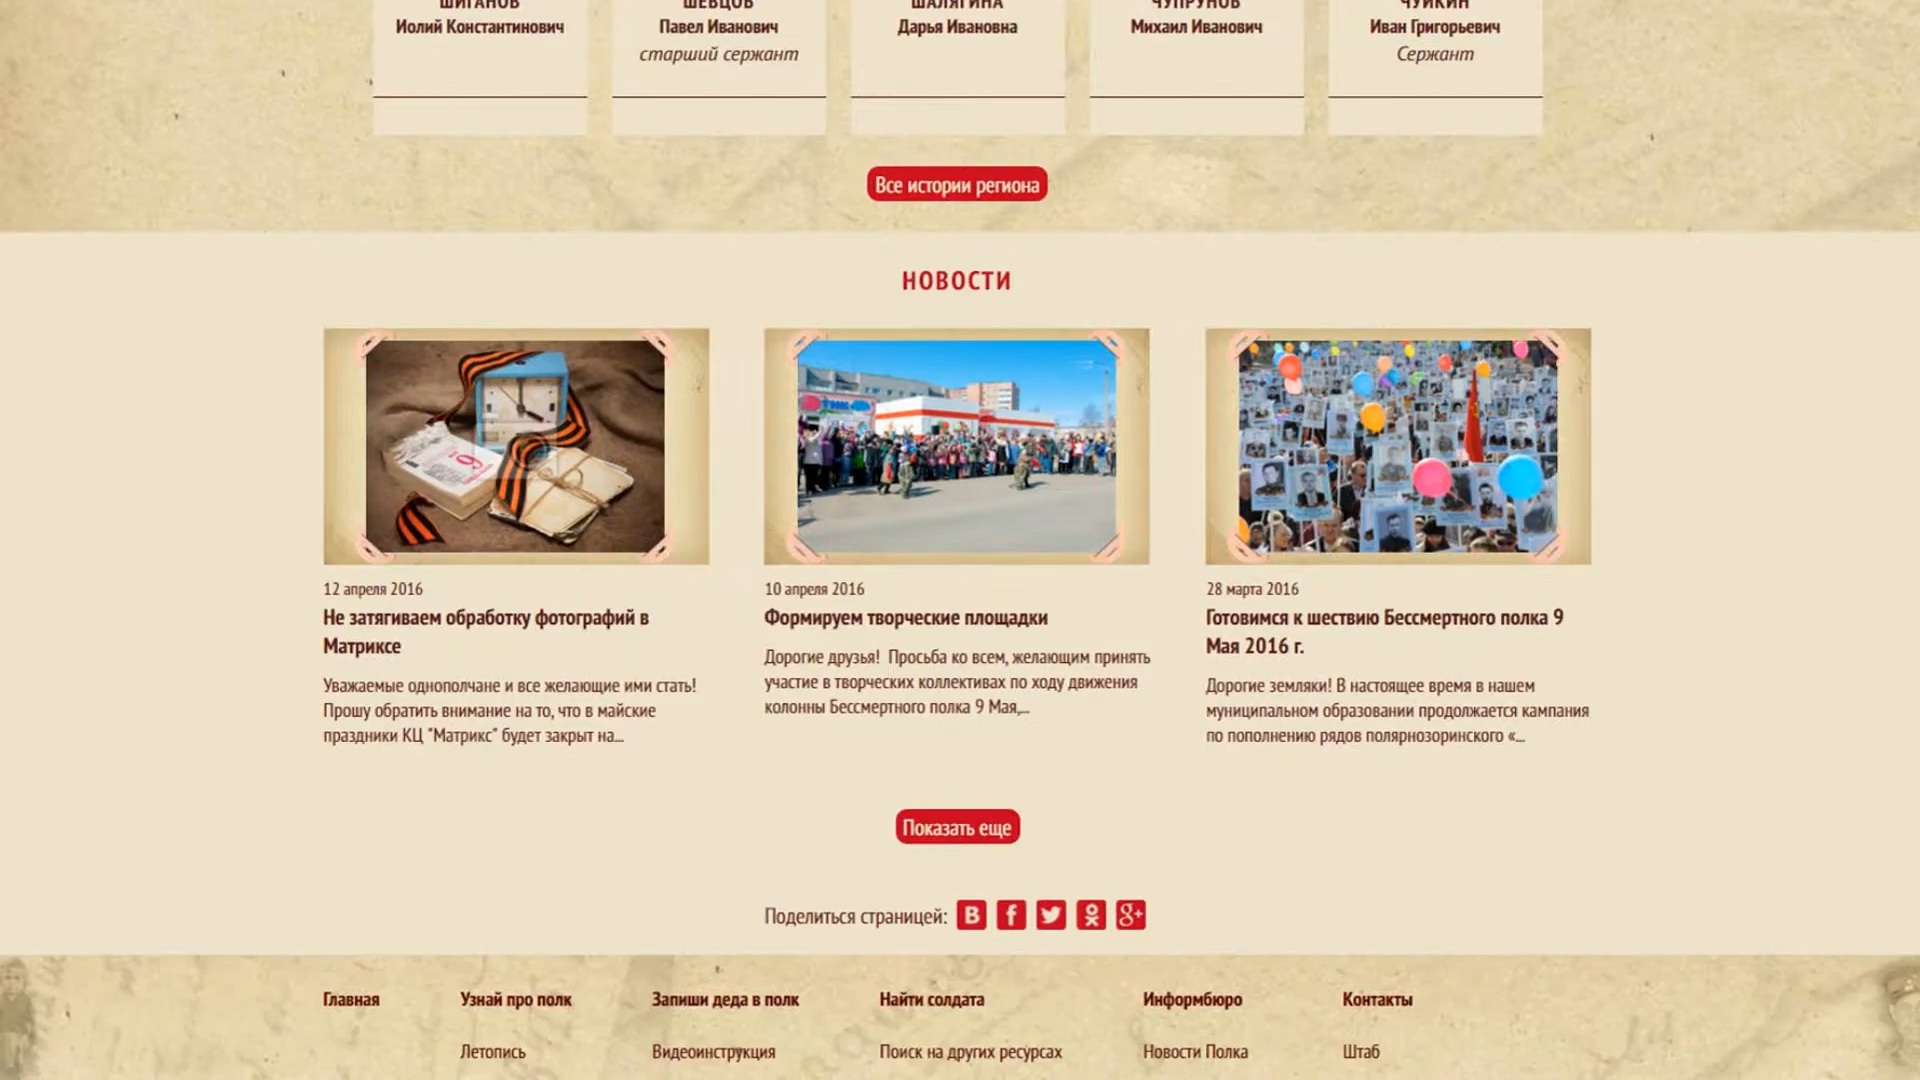 ШИГАНОВ
Иолий Константинович
ШЕВЦОВ
Павел Иванович
старший сержант
ШАЛЯГИНА
Дарья Ивановна
ЧУПРУНОВ
Михаил Иванович
ЧУЙКИН
Иван Григорьевич
Сержант
Все истории региона
НОВОСТИ
12 апреля 2016
Не затягиваем обработку фотографий в
Матриксе
Уважаемые однополчане и все желающие ими стать!
Прошу обратить внимание на то, что в майские
праздники КЦ "Матрикс" будет закрыт на...
10 апреля 2016
Формируем творческие площадки
Дорогие друзья! Просьба ко всем, желающим принять
участие в творческих коллективах по ходу движения
колонны Бессмертного полка 9 Мая,...
28 марта 2016
Готовимся к шествию Бессмертного полка 9
Мая 2016 г.
Дорогие земляки! В настоящее время в нашем
муниципальном образовании продолжается кампания
по пополнению рядов полярнозоринского «...
Показать еще
Поделиться страницей:
Главная
Узнай про полк
Запиши деда в полк
Найти солдата
Информбюро
Контакты
Летопись
Видеоинструкция
Поиск на других ресурсах
Новости Полка
Штаб